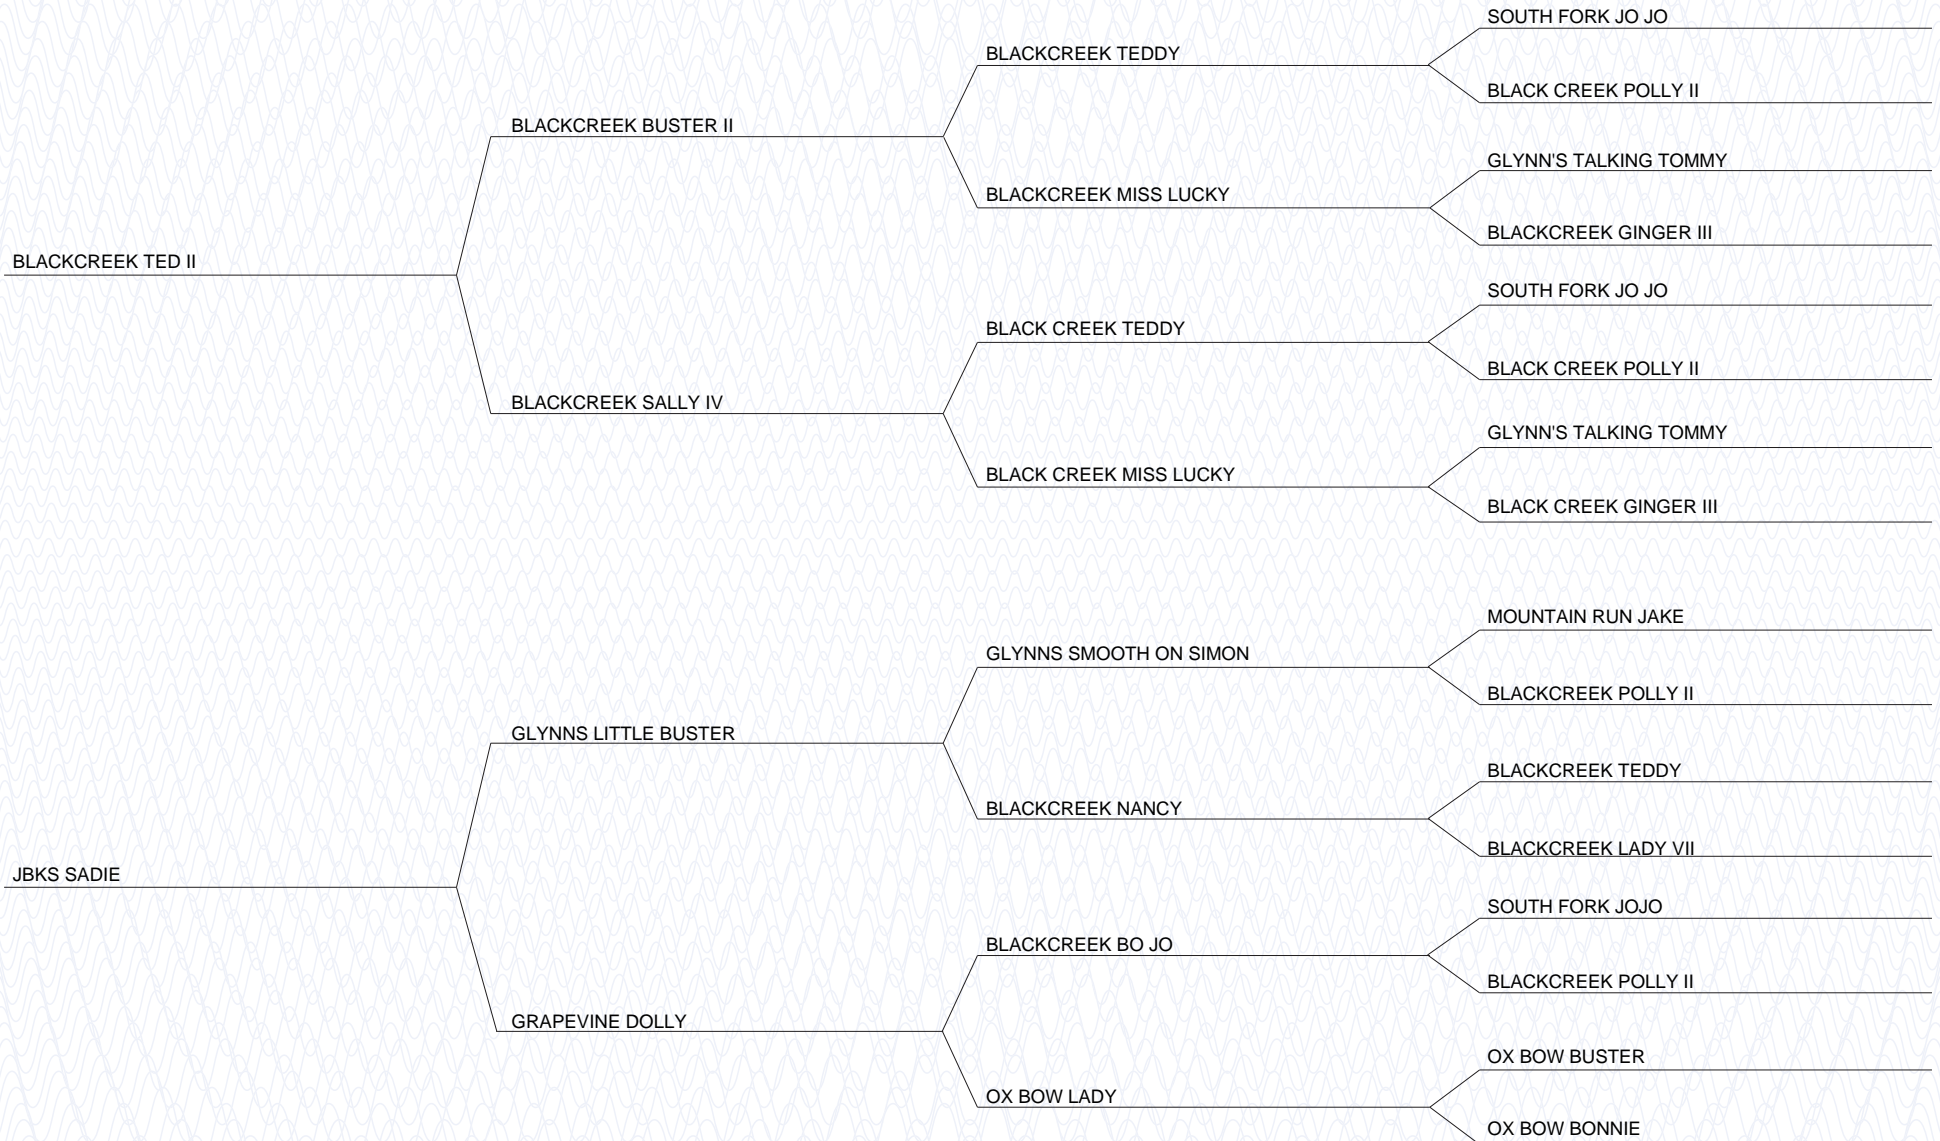 SOUTH FORK JO JO
BLACKCREEK TEDDY
BLACK CREEK POLLY II
BLACKCREEK BUSTER II
GLYNN'S TALKING TOMMY
BLACKCREEK MISS LUCKY
BLACKCREEK GINGER III
BLACKCREEK TED II
SOUTH FORK JO JO
BLACK CREEK TEDDY
BLACK CREEK POLLY II
BLACKCREEK SALLY IV
GLYNN'S TALKING TOMMY
BLACK CREEK MISS LUCKY
BLACK CREEK GINGER III
MOUNTAIN RUN JAKE
GLYNNS SMOOTH ON SIMON
BLACKCREEK POLLY II
GLYNNS LITTLE BUSTER
BLACKCREEK TEDDY
BLACKCREEK NANCY
BLACKCREEK LADY VII
JBKS SADIE
SOUTH FORK JOJO
BLACKCREEK BO JO
BLACKCREEK POLLY II
GRAPEVINE DOLLY
OX BOW BUSTER
OX BOW LADY
OX BOW BONNIE